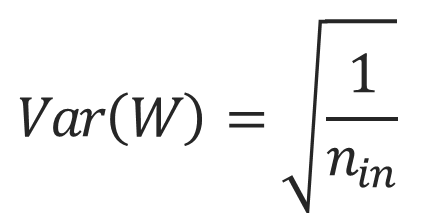 Var(W) = √(1/n_in)